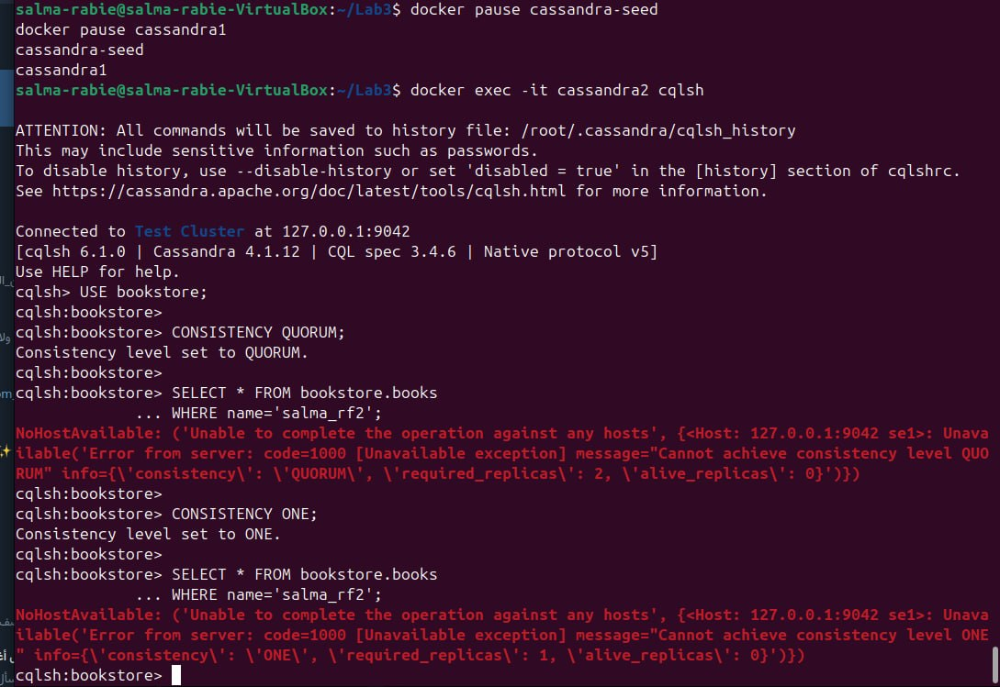 salma-rabie@salma-rabie-VirtualBox:~/Lab3$ docker pause cassandra-seed
docker pause cassandra1
cassandra-seed
cassandra1
salma-rabie@salma-rabie-VirtualBox:~/Lab3$ docker exec -it cassandra2 cqlsh
ATTENTION: All commands will be saved to history file: /root/.cassandra/cqlsh_history
This may include sensitive information such as passwords.
To disable history, use --disable-history or set 'disabled = true' in the [history] section of cqlshrc.
See https://cassandra.apache.org/doc/latest/tools/cqlsh.html for more information.
Connected to Test Cluster at 127.0.0.1:9042
[cqlsh 6.1.0 | Cassandra 4.1.12 | CQL spec 3.4.6 | Native protocol v5]
Use HELP for help.
cqlsh> USE bookstore;
cqlsh:bookstore>
cqlsh:bookstore> CONSISTENCY QUORUM;
Consistency level set to QUORUM.
cqlsh:bookstore>
cqlsh:bookstore> SELECT * FROM bookstore.books
... WHERE name='salma_rf2';
NoHostAvailable: ('Unable to complete the operation against any hosts', {<Host: 127.0.0.1:9042 se1>: Unava
ilable('Error from server: code=1000 [Unavailable exception] message="Cannot achieve consistency level QUO
RUM" info={\'consistency\': \'QUORUM\', \'required_replicas\': 2, \'alive_replicas\': 0}')})
cqlsh:bookstore>
cqlsh:bookstore> CONSISTENCY ONE;
Consistency level set to ONE.
cqlsh:bookstore>
cqlsh:bookstore> SELECT * FROM bookstore.books
... WHERE name='salma_rf2';
NoHostAvailable: ('Unable to complete the operation against any hosts', {<Host: 127.0.0.1:9042 se1>: Unava
ilable('Error from server: code=1000 [Unavailable exception] message="Cannot achieve consistency level ONE
" info={\'consistency\': \'ONE\', \'required_replicas\': 1, \'alive_replicas\': 0}')})
cqlsh:bookstore>